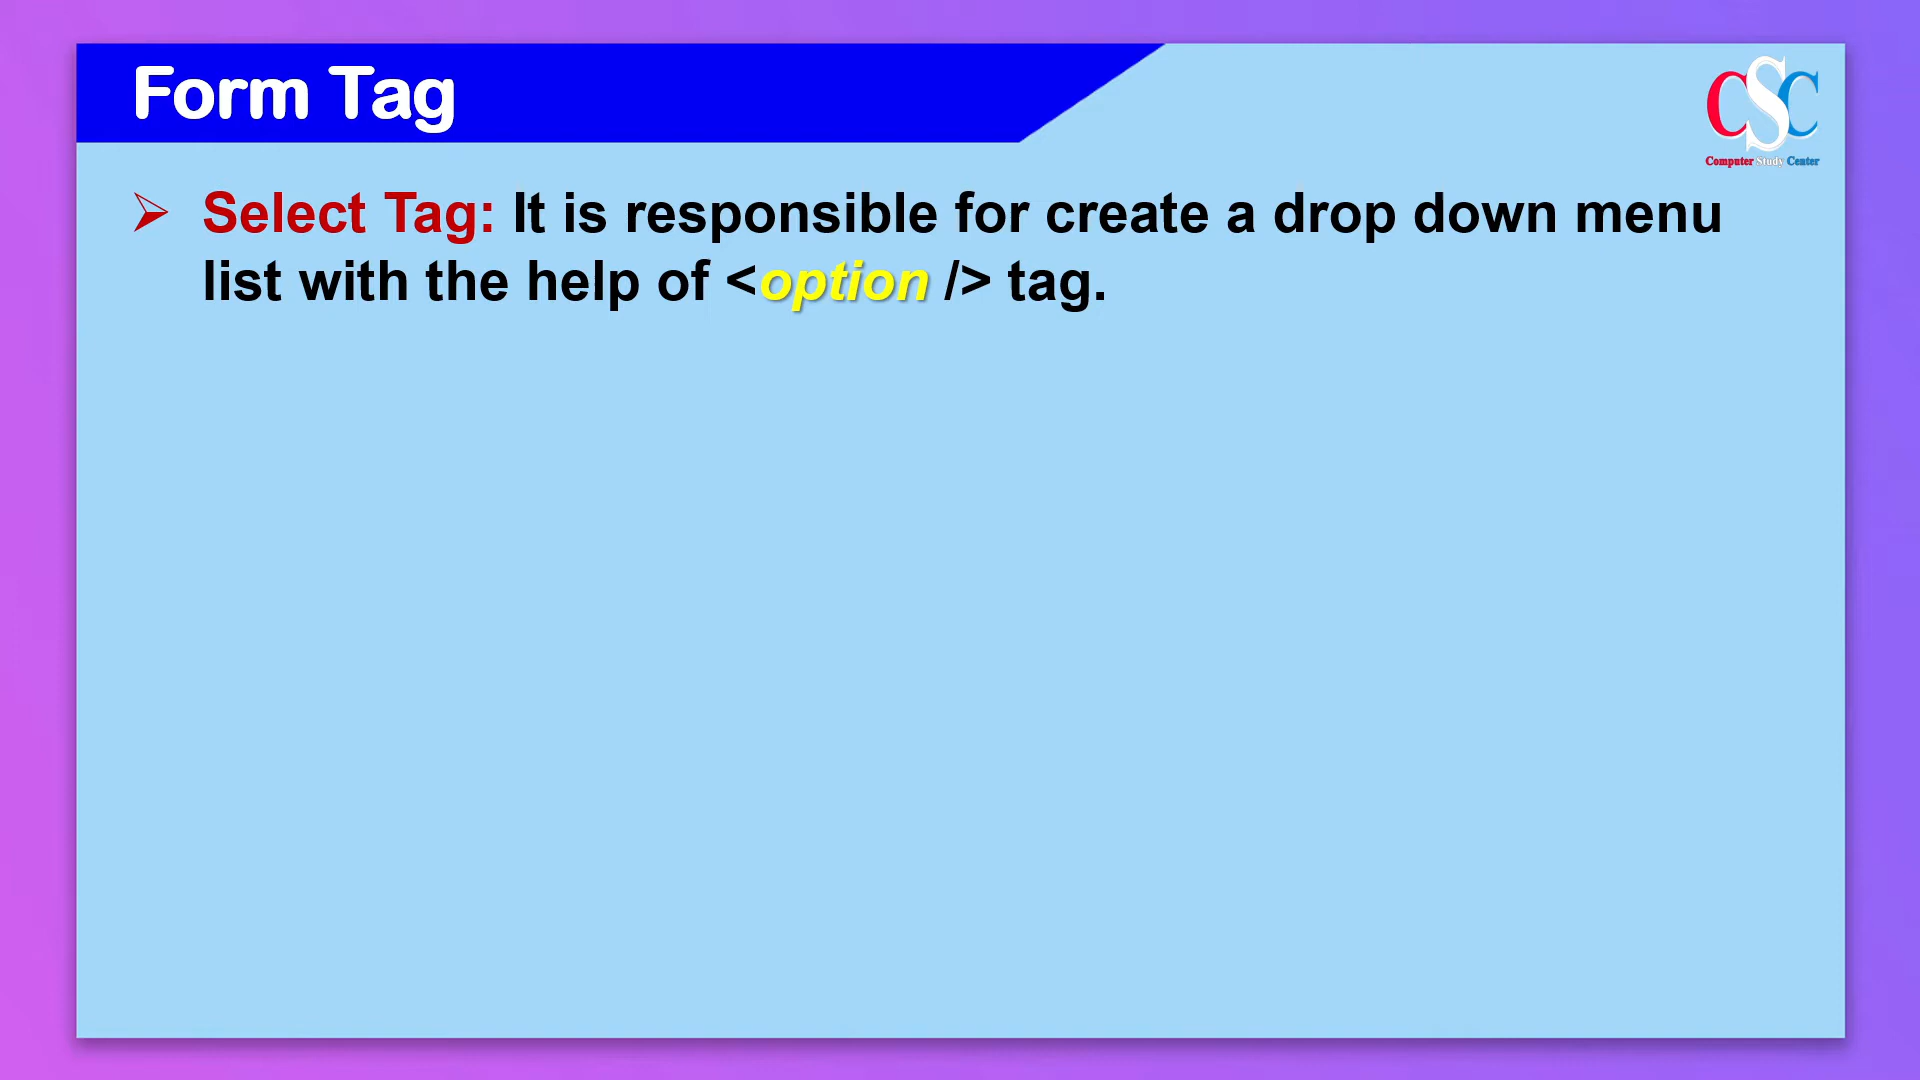 Form Tag
CSC
Computer Study Center
Select Tag: It is responsible for create a drop down menu
list with the help of <option /> tag.